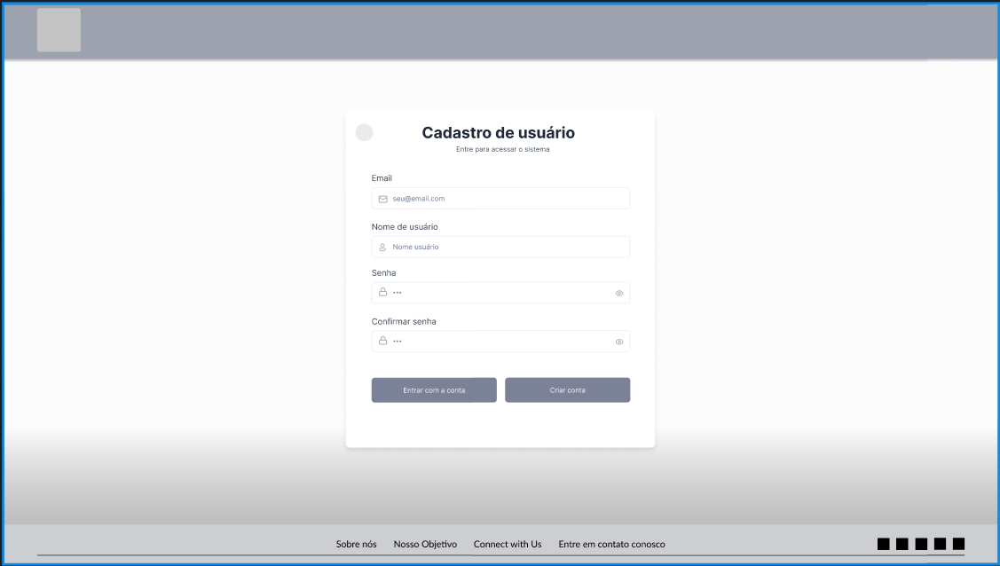 Cadastro de usuário
Entre para acessar o sistema
Email
seu@email.com
Nome de usuário
Nome usuário
Senha
•••
Confirmar senha
•••
Entrar com a conta Criar conta
Sobre nós Nosso Objetivo Connect with Us Entre em contato conosco